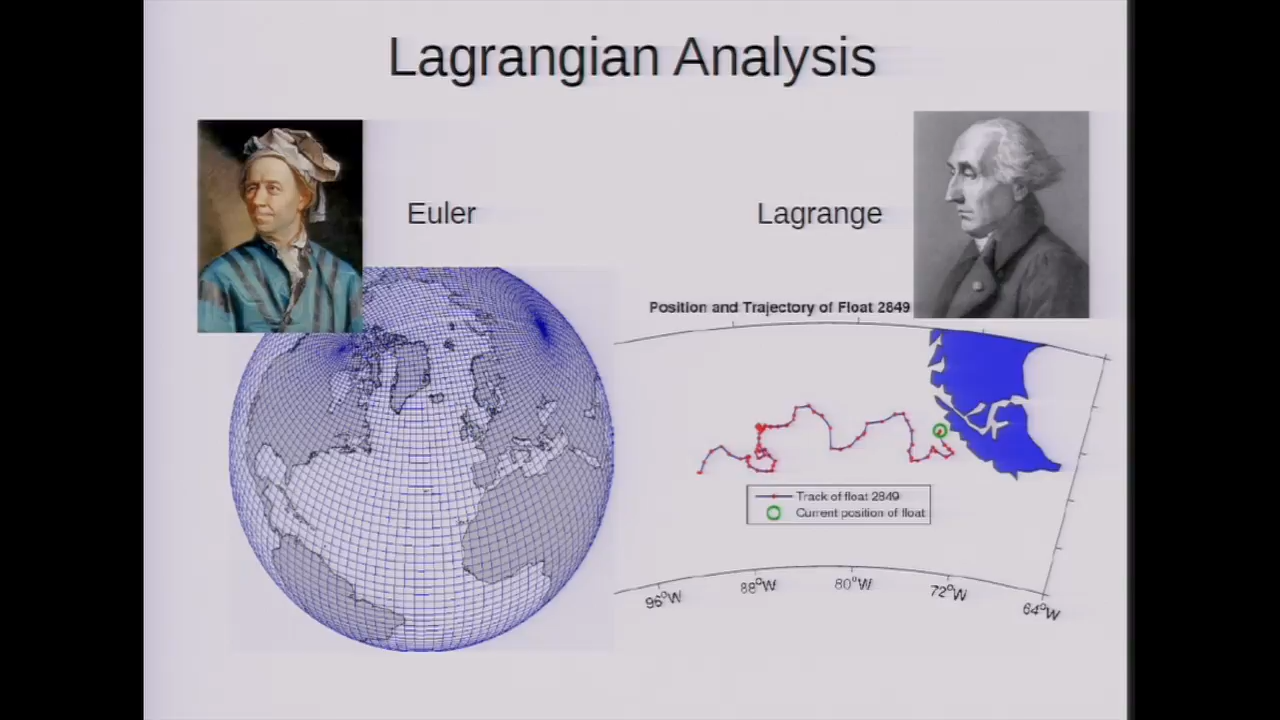 Lagrangian Analysis
Euler
Lagrange
Position and Trajectory of Float 2849
Track of float 2849
Current position of float
96°W
88°W
80°W
72°W
64°W